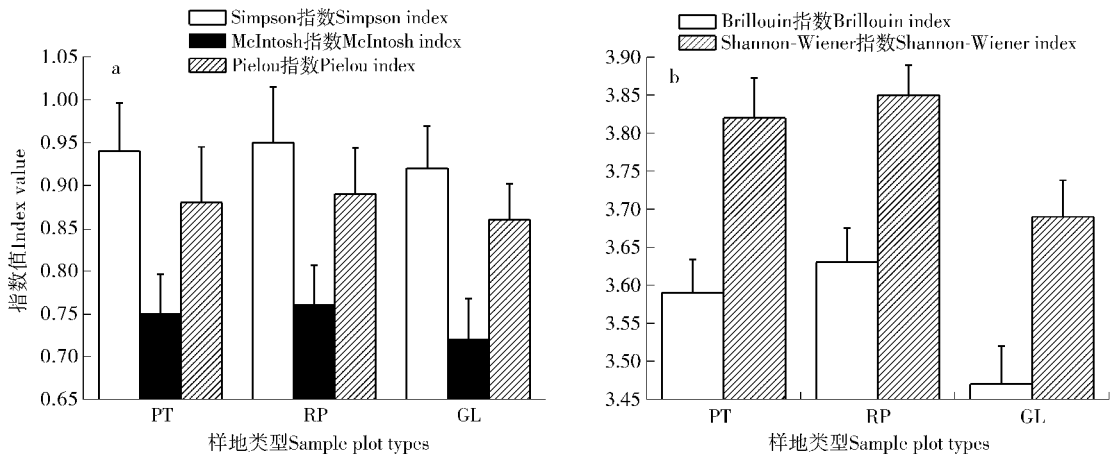 Simpson指数Simpson index
McIntosh指数McIntosh index
Pielou指数Pielou index
a
1.05
1.00
0.95
0.90
0.85
0.80
0.75
0.70
0.65
指数值Index value
PT RP GL
样地类型Sample plot types
Brillouin指数Brillouin index
Shannon-Wiener指数Shannon-Wiener index
b
3.90
3.85
3.80
3.75
3.70
3.65
3.60
3.55
3.50
3.45
PT RP GL
样地类型Sample plot types